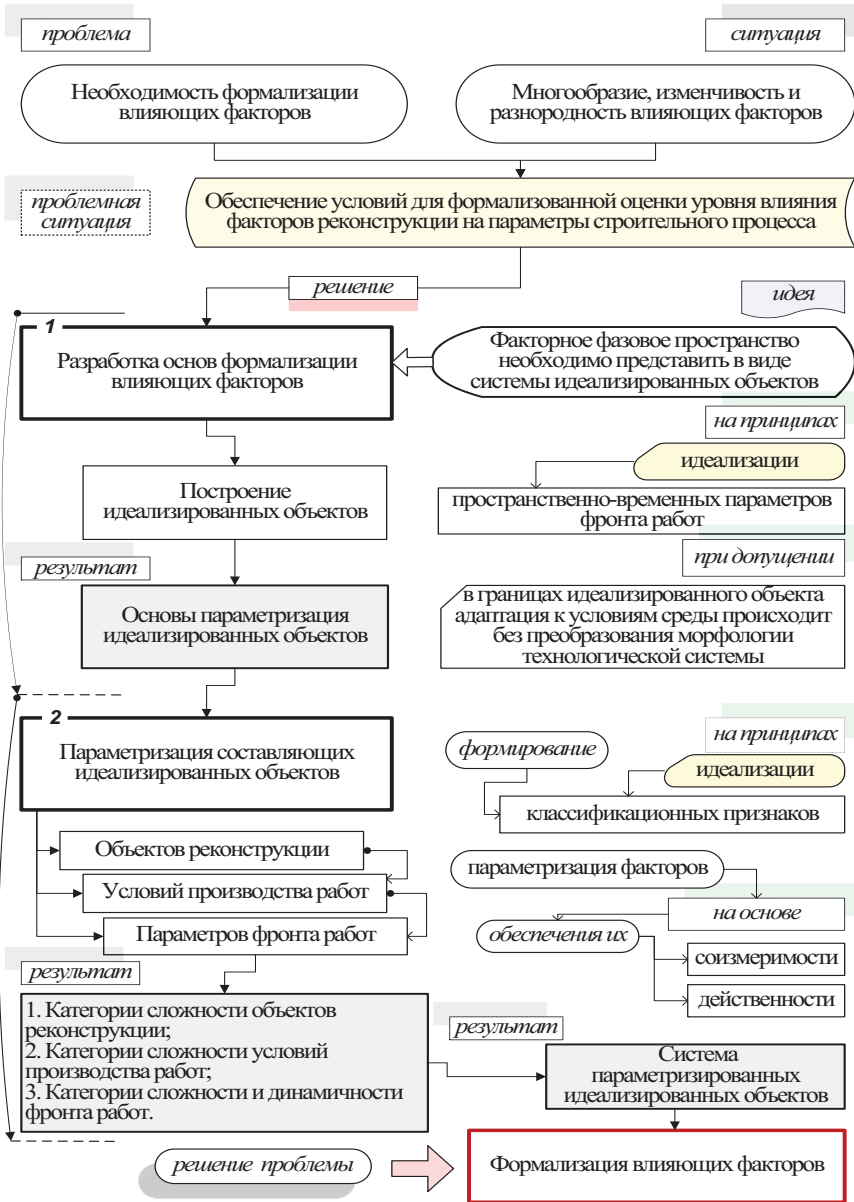 проблема
ситуация
Необходимость формализации
влияющих факторов
Многообразие, изменчивость и
разнородность влияющих факторов
проблемная
ситуация
Обеспечение условий для формализованной оценки уровня влияния
факторов реконструкции на параметры строительного процесса
решение
идея
1
Разработка основ формализации
влияющих факторов
Факторное фазовое пространство
необходимо представить в виде
системы идеализированных объектов
на принципах
идеализации
Построение
идеализированных объектов
пространственно-временных параметров
фронта работ
при допущении
результат
Основы параметризация
идеализированных объектов
в границах идеализированного объекта
адаптация к условиям среды происходит
без преобразования морфологии
технологической системы
2
Параметризация составляющих
идеализированных объектов
на принципах
формирование
идеализации
классификационных признаков
Объектов реконструкции
Условий производства работ
Параметров фронта работ
параметризация факторов
на основе
обеспечения их
соизмеримости
действенности
результат
1. Категории сложности объектов
реконструкции;
2. Категории сложности условий
производства работ;
3. Категории сложности и динамичности
фронта работ.
результат
Система
параметризированных
идеализированных объектов
решение проблемы
Формализация влияющих факторов